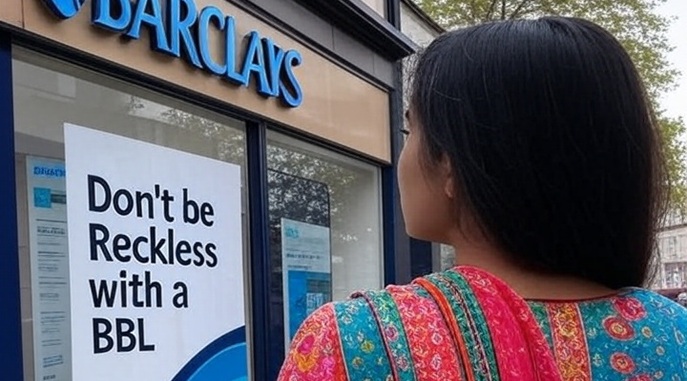 BARCLAYS
Don't be
Reckless
with a
BBL